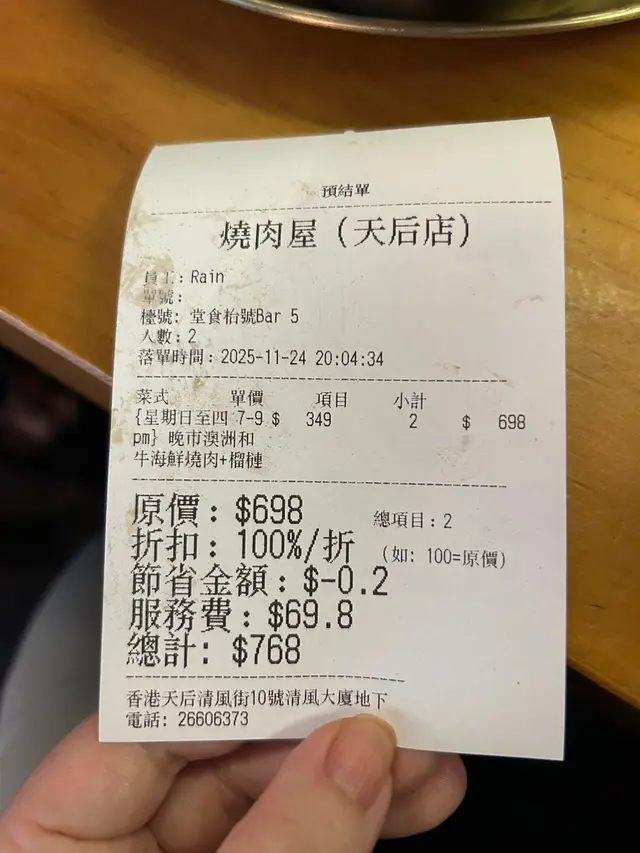 預結單
燒肉屋（天后店）
員工: Rain
單號:
檯號: 堂食枱號Bar 5
人數: 2
落單時間: 2025-11-24 20:04:34
菜式 單價 項目 小計
{星期日至四 7-9 $ 349 2 $ 698
pm} 晚市澳洲和
牛海鮮燒肉+榴槤
原價: $698 總項目: 2
折扣: 100%/折 (如: 100=原價)
節省金額: $-0.2
服務費: $69.8
總計: $768
香港天后清風街10號清風大廈地下
電話: 26606373